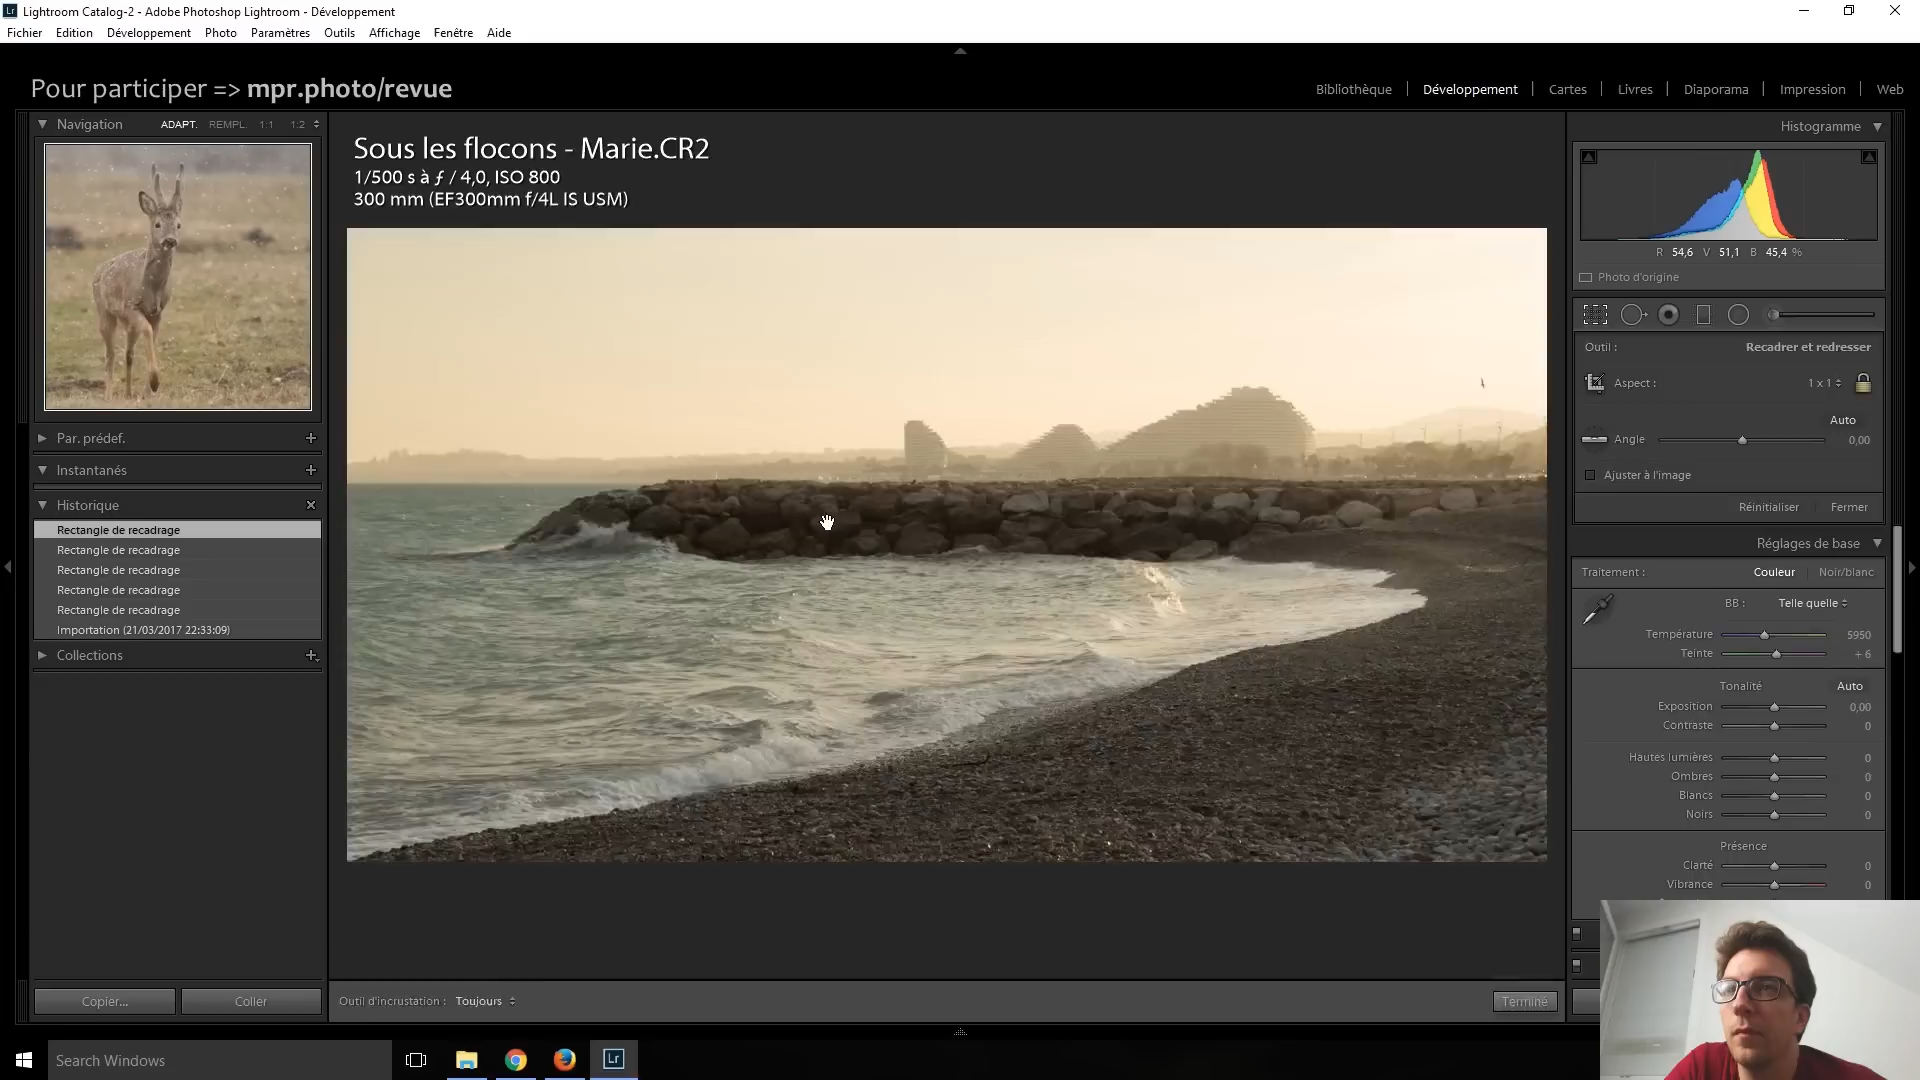 Lightroom Catalog-2 - Adobe Photoshop Lightroom - Développement
Fichier Edition Développement Photo Paramètres Outils Affichage Fenêtre Aide
Pour participer => mpr.photo/revue
Bibliothèque | Développement | Cartes | Livres | Diaporama | Impression | Web
Navigation ADAPT. REMPL. 1:1 1:2
Par. prédef.
Instantanés
Historique
Rectangle de recadrage
Rectangle de recadrage
Rectangle de recadrage
Rectangle de recadrage
Rectangle de recadrage
Importation (21/03/2017 22:33:09)
Collections
Copier...
Coller
Sous les flocons - Marie.CR2
1/500 s à ƒ / 4,0, ISO 800
300 mm (EF300mm f/4L IS USM)
Outil d'incrustation : Toujours
Terminé
Histogramme
R 54,6 V 51,1 B 45,4 %
Photo d'origine
Outil : Recadrer et redresser
Aspect : 1 x 1
Auto
Angle 0,00
Ajuster à l'image
Réinitialiser Fermer
Réglages de base
Traitement : Couleur | Noir/blanc
BB : Telle quelle
Température 5950
Teinte + 6
Tonalité Auto
Exposition 0,00
Contraste 0
Hautes lumières 0
Ombres 0
Blancs 0
Noirs 0
Présence
Clarté 0
Vibrance 0
Search Windows
Lr